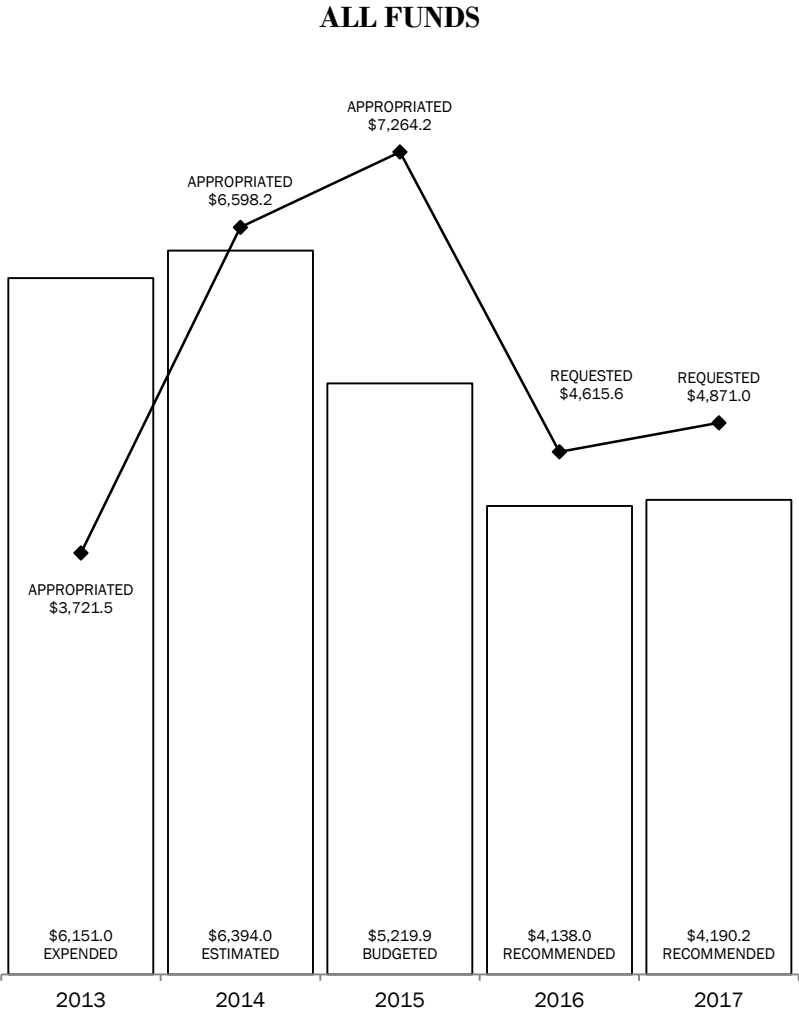 ALL FUNDS
APPROPRIATED
$7,264.2
APPROPRIATED
$6,598.2
REQUESTED
$4,615.6
REQUESTED
$4,871.0
APPROPRIATED
$3,721.5
$6,151.0
EXPENDED
$6,394.0
ESTIMATED
$5,219.9
BUDGETED
$4,138.0
RECOMMENDED
$4,190.2
RECOMMENDED
2013
2014
2015
2016
2017